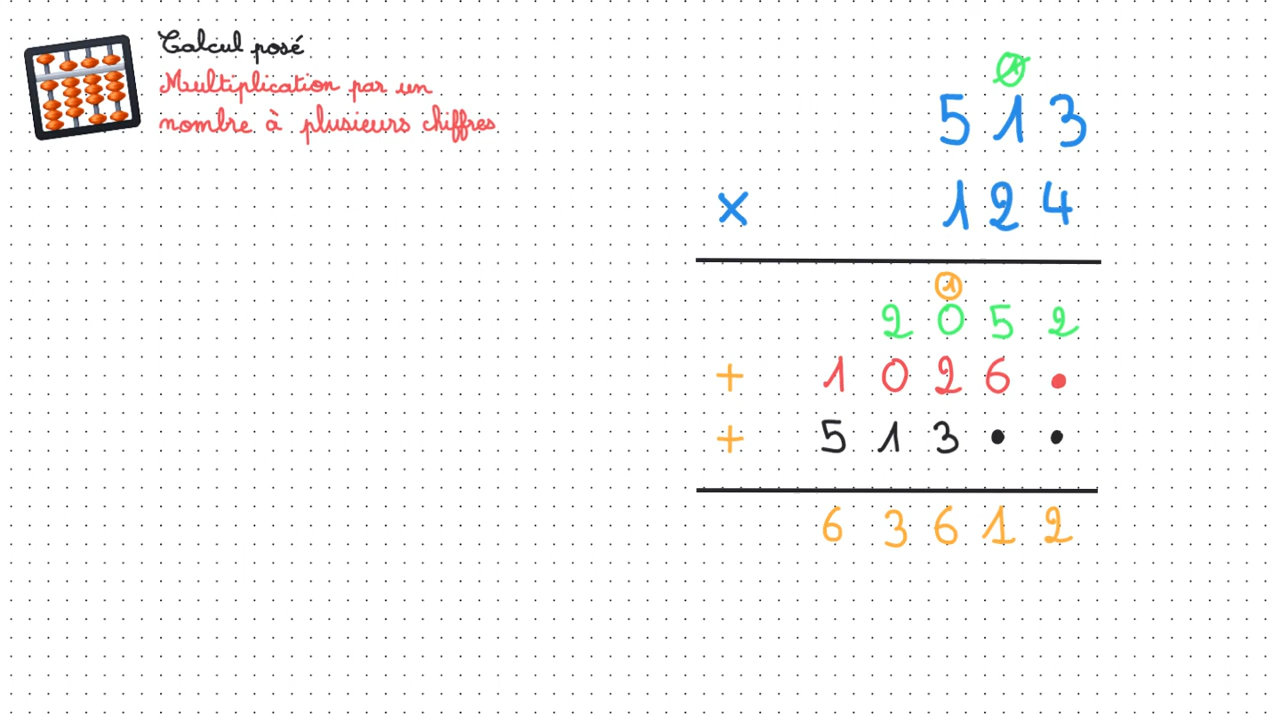 Calcul posé
Multiplication par un
nombre à plusieurs chiffres
1
5 1 3
× 1 2 4
1
2 0 5 2
+ 1 0 2 6 •
+ 5 1 3 • •
6 3 6 1 2